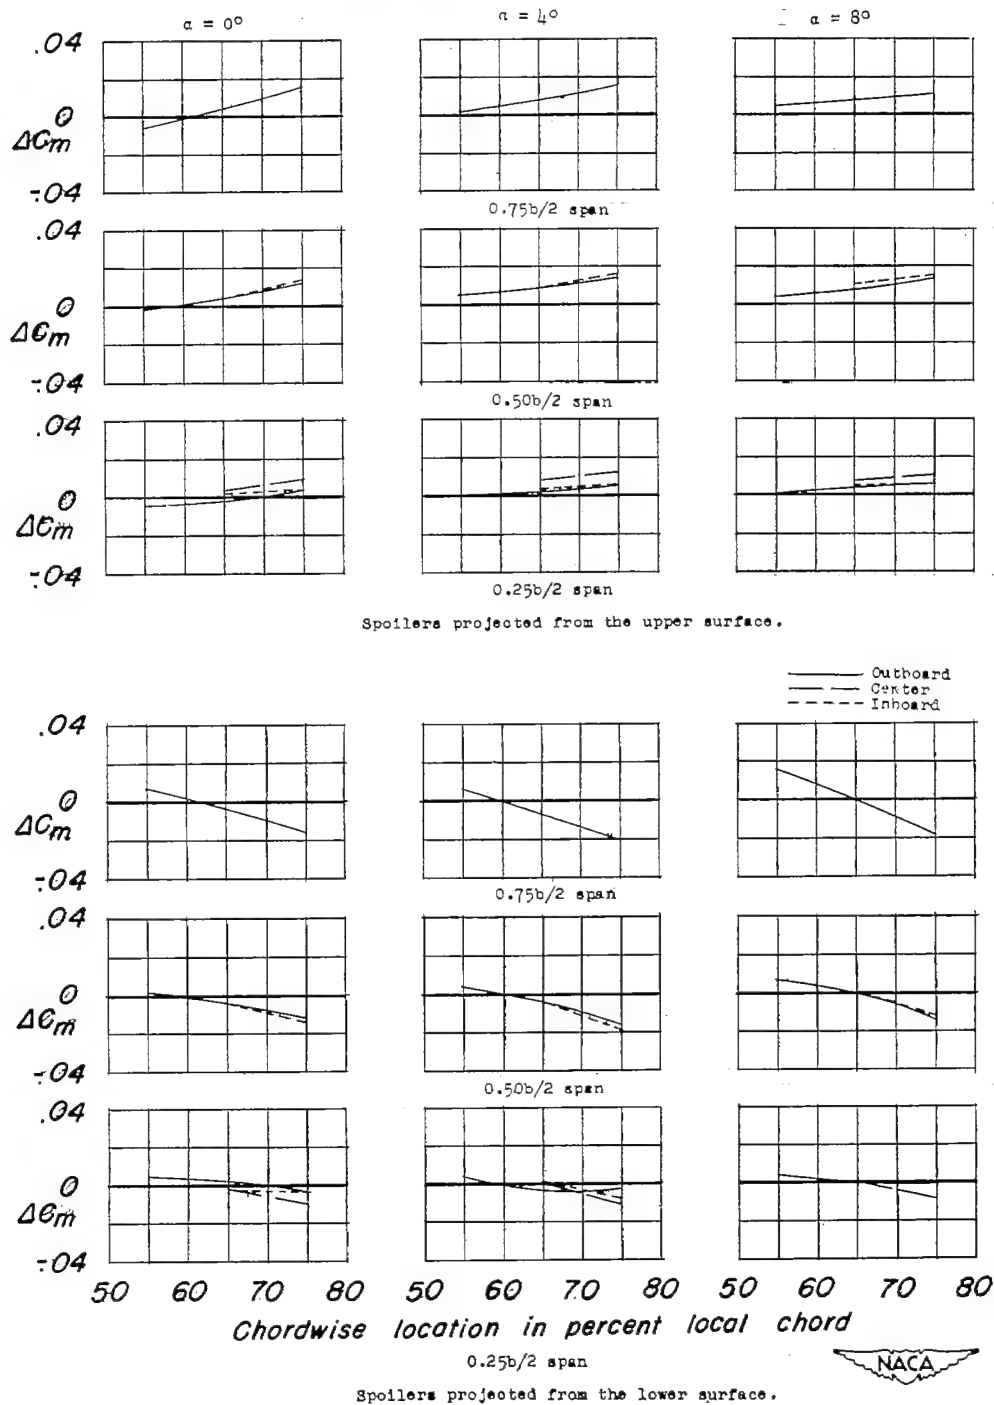 α = 0° α = 4° α = 8°
.04
0
ΔCm
-.04
0.75b/2 span
.04
0
ΔCm
-.04
0.50b/2 span
.04
0
ΔCm
-.04
0.25b/2 span
Spoilers projected from the upper surface.
Outboard
Center
Inboard
.04
0
ΔCm
-.04
0.75b/2 span
.04
0
ΔCm
-.04
0.50b/2 span
.04
0
ΔCm
-.04
50 60 70 80 50 60 70 80 50 60 70 80
Chordwise location in percent local chord
0.25b/2 span
NACA
Spoilers projected from the lower surface.